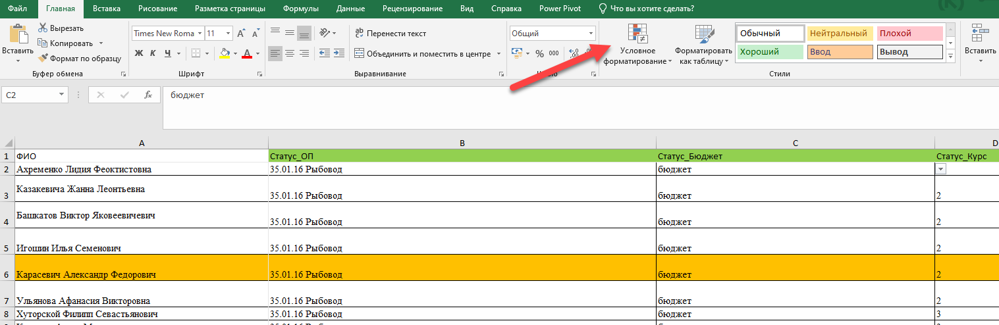 Файл Главная Вставка Рисование Разметка страницы Формулы Данные Рецензирование Вид Справка Power Pivot Что вы хотите сделать?
Вставить
Вырезать
Копировать
Формат по образцу
Буфер обмена
Times New Roma 11
Ж К Ч
Шрифт
Перенести текст
Объединить и поместить в центре
Выравнивание
Общий
% 000
Условное форматирование
Форматировать как таблицу
Обычный Нейтральный Плохой
Хороший Ввод Вывод
Стили
Вставить
C2 fx бюджет
A B C D
1 ФИО Статус_ОП Статус_Бюджет Статус_Курс
2 Ахременко Лидия Феоктистовна 35.01.16 Рыбовод бюджет
3 Казакевича Жанна Леонтьевна 35.01.16 Рыбовод бюджет 2
4 Башкатов Виктор Яковеевичевич 35.01.16 Рыбовод бюджет 2
5 Игошин Илья Семенович 35.01.16 Рыбовод бюджет 2
6 Карасевич Александр Федорович 35.01.16 Рыбовод бюджет 2
7 Ульянова Афанасия Викторовна 35.01.16 Рыбовод бюджет 2
8 Хуторской Филипп Севастьянович 35.01.16 Рыбовод бюджет 3